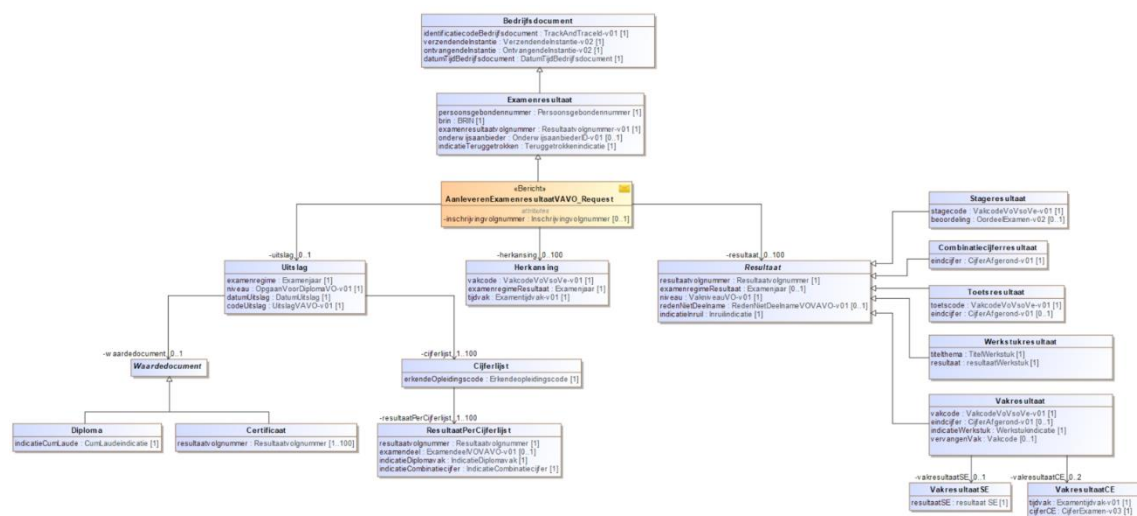 Bedrijfsdocument
identificatiecodeBedrijfsdocument : TrackAndTraceId-v01 [1]
verzendendeInstantie : VerzendendeInstantie-v02 [1]
ontvangendeInstantie : OntvangendeInstantie-v02 [1]
datumTijdBedrijfsdocument : DatumTijdBedrijfsdocument [1]
Examenresultaat
persoonsgebondennummer : Persoonsgebondennummer [1]
brin : BRIN [1]
examenresultaatvolgnummer : Resultaatvolgnummer-v01 [1]
onderwijsaanbieder : OnderwijsaanbiederID-v01 [0..1]
indicatieTeruggetrokken : Teruggetrokkenindicatie [1]
«Bericht»
AanleverenExamenresultaatVAVO_Request
attributes
-inschrijvingvolgnummer : Inschrijvingvolgnummer [0..1]
-uitslag 0..1
-herkansing 0..100
-resultaat 0..100
Uitslag
examenregime : Examenjaar [1]
niveau : OpgaanVoorDiplomaVO-v01 [1]
datumUitslag : DatumUitslag [1]
codeUitslag : UitslagVAVO-v01 [1]
Herkansing
vakcode : VakcodeVoVsoVe-v01 [1]
examenregimeResultaat : Examenjaar [1]
tijdvak : Examentijdvak-v01 [1]
Resultaat
resultaatvolgnummer : Resultaatvolgnummer [1]
examenregimeResultaat : Examenjaar [0..1]
niveau : VakniveauVO-v01 [1]
redenNietDeelname : RedenNietDeelnameVOVAVO-v01 [0..1]
indicatieInruil : Inruilindicatie [1]
Stageresultaat
stagecode : VakcodeVoVsoVe-v01 [1]
beoordeling : OordeelExamen-v02 [0..1]
Combinatiecijferresultaat
eindcijfer : CijferAfgerond-v01 [1]
Toetsresultaat
toetscode : VakcodeVoVsoVe-v01 [1]
eindcijfer : CijferAfgerond-v01 [0..1]
Werkstukresultaat
titelthema : TitelWerkstuk [1]
resultaat : resultaatWerkstuk [1]
Vakresultaat
vakcode : VakcodeVoVsoVe-v01 [1]
eindcijfer : CijferAfgerond-v01 [0..1]
indicatieWerkstuk : Werkstukindicatie [1]
vervangenVak : Vakcode [0..1]
-vakresultaatSE 0..1
-vakresultaatCE 0..2
VakresultaatSE
resultaatSE : resultaat SE [1]
VakresultaatCE
tijdvak : Examentijdvak-v01 [1]
cijferCE : CijferExamen-v03 [1]
-waardedocument 0..1
Waardedocument
-cijferlijst 1..100
Cijferlijst
erkendeOpleidingscode : Erkendeopleidingscode [1]
-resultaatPerCijferlijst 1..100
Diploma
indicatieCumLaude : CumLaudeindicatie [1]
Certificaat
resultaatvolgnummer : Resultaatvolgnummer [1..100]
ResultaatPerCijferlijst
resultaatvolgnummer : Resultaatvolgnummer [1]
examendeel : ExamendeelVOVAVO-v01 [0..1]
indicatieDiplomavak : IndicatieDiplomavak [1]
indicatieCombinatiecijfer : IndicatieCombinatiecijfer [1]